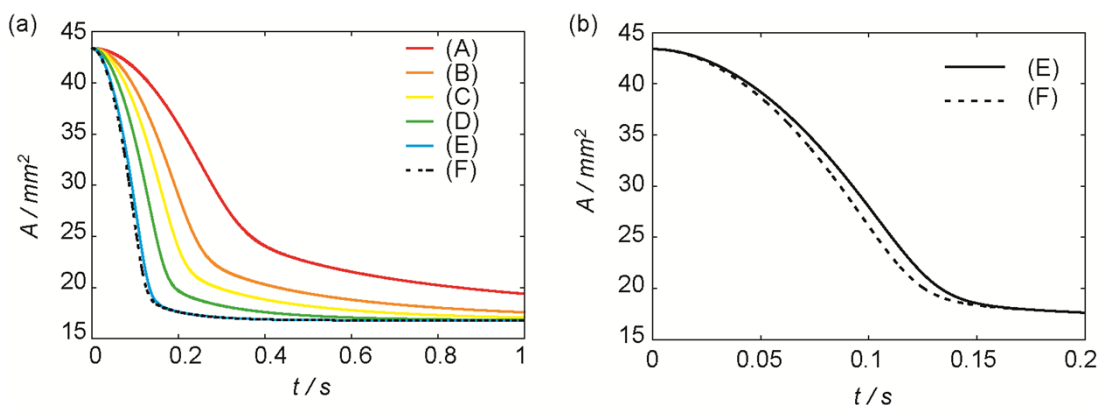 (a)
45
40
35
30
25
20
15
A / mm²
0 0.2 0.4 0.6 0.8 1
t / s
(A)
(B)
(C)
(D)
(E)
(F)
(b)
45
40
35
30
25
20
15
A / mm²
0 0.05 0.1 0.15 0.2
t / s
(E)
(F)